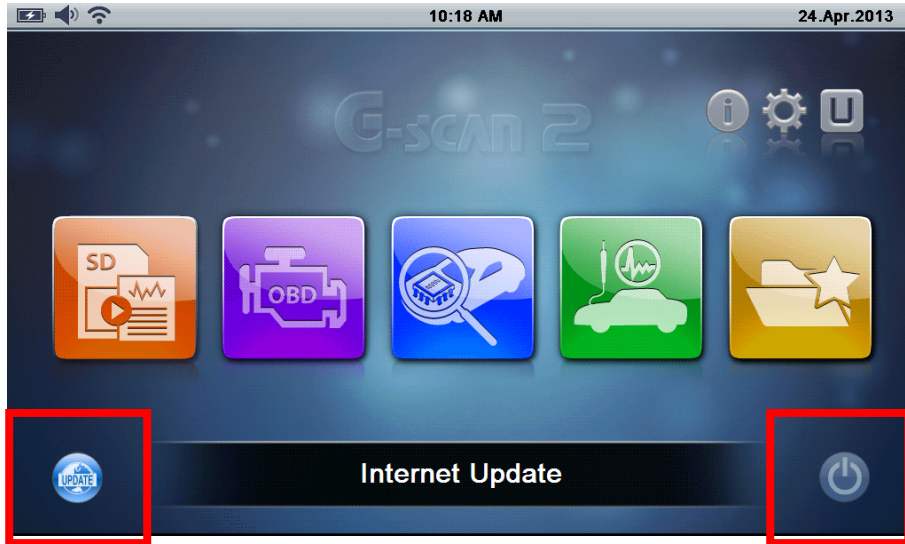 10:18 AM
24.Apr.2013
G-scan 2
i
U
SD
OBD
UPDATE
Internet Update